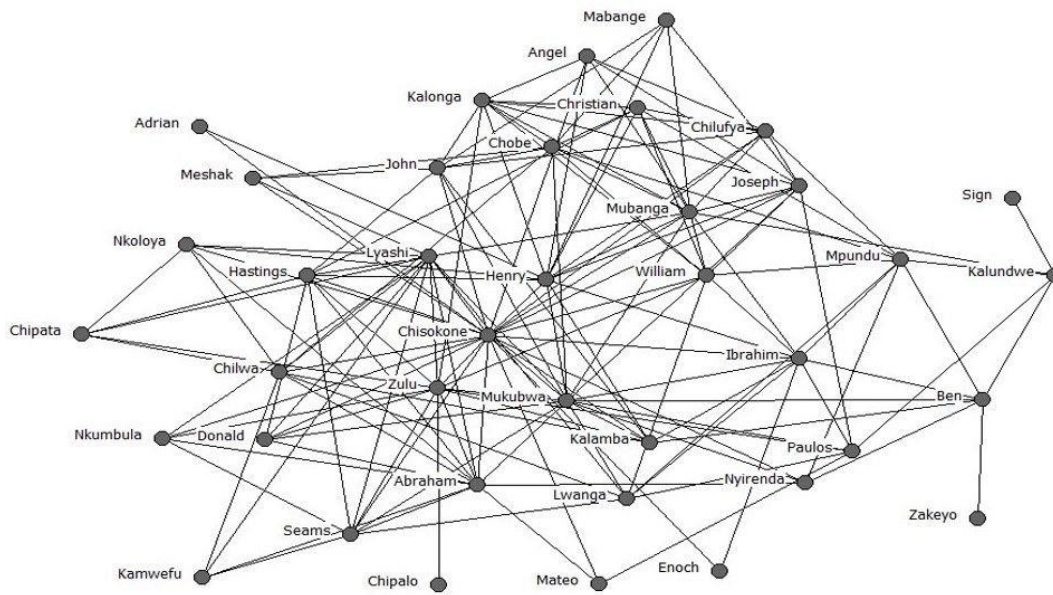 Mabange
Angel
Kalonga
Christian
Adrian
Chilufya
Chobe
John
Meshak
Joseph
Sign
Mubanga
Nkoloya
Lyashi
Mpundu
Hastings
Henry
William
Kalundwe
Chipata
Chisokone
Ibrahim
Chilwa
Zulu
Mukubwa
Ben
Nkumbula
Donald
Kalamba
Paulos
Abraham
Nyirenda
Lwanga
Zakeyo
Seams
Enoch
Kamwefu
Chipalo
Mateo